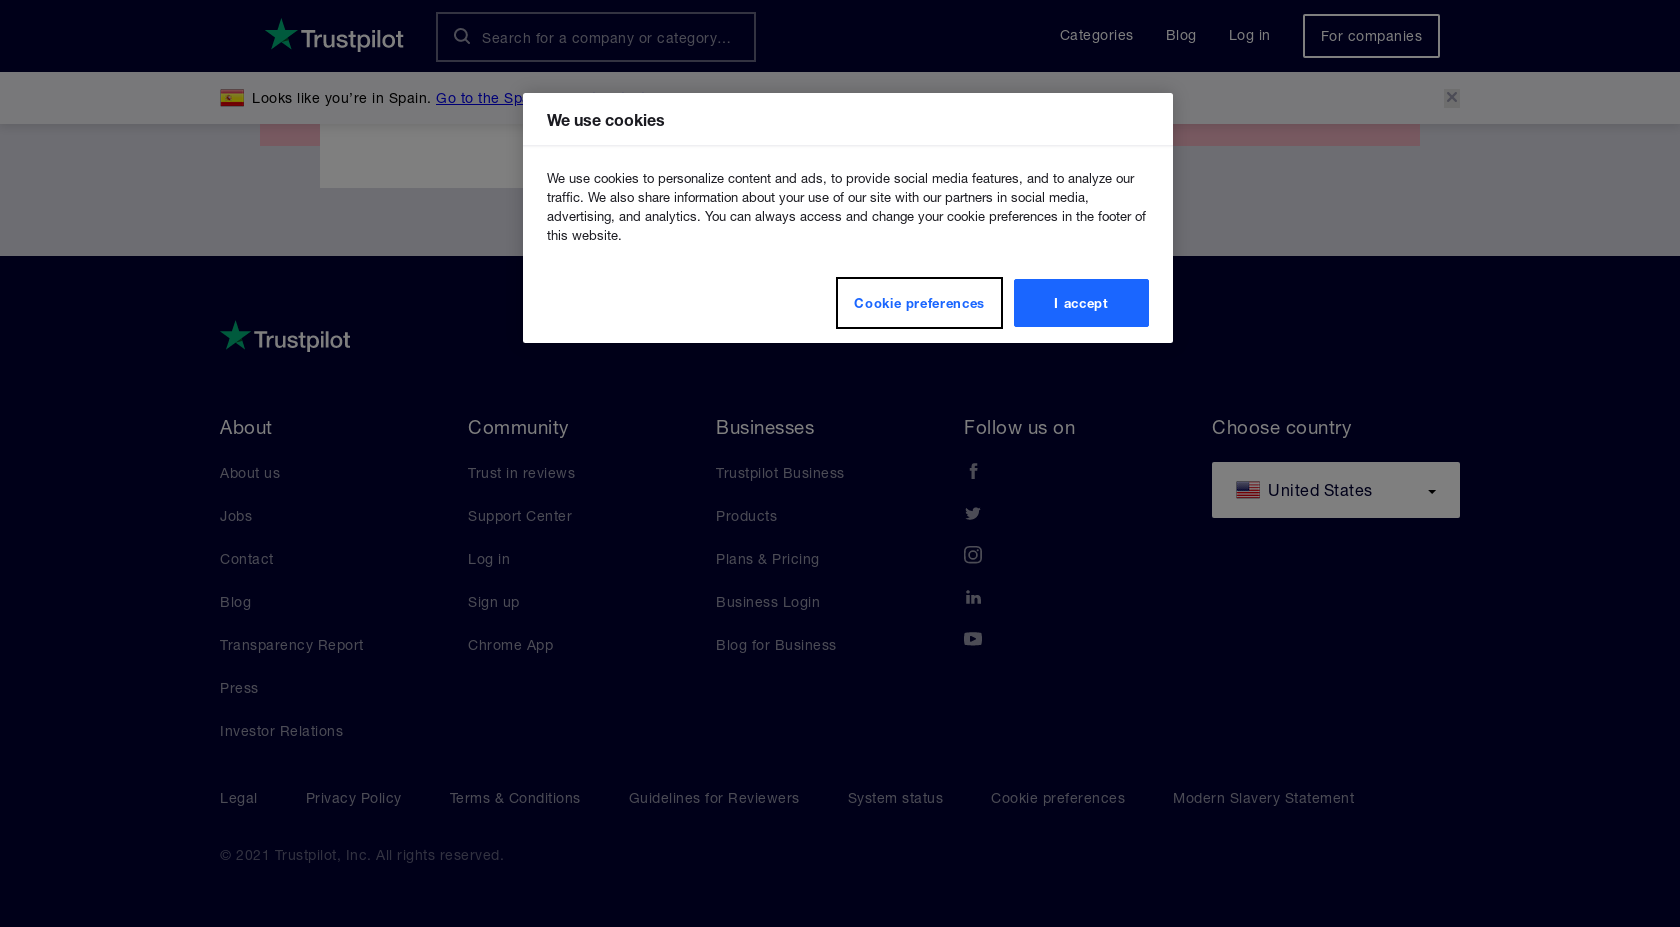 Trustpilot
Search for a company or category...
Categories
Blog
Log in
For companies
Looks like you're in Spain. Go to the Spa
We use cookies
We use cookies to personalize content and ads, to provide social media features, and to analyze our
traffic. We also share information about your use of our site with our partners in social media,
advertising, and analytics. You can always access and change your cookie preferences in the footer of
this website.
Cookie preferences
I accept
Trustpilot
About
About us
Jobs
Contact
Blog
Transparency Report
Press
Investor Relations
Community
Trust in reviews
Support Center
Log in
Sign up
Chrome App
Businesses
Trustpilot Business
Products
Plans & Pricing
Business Login
Blog for Business
Follow us on
Choose country
United States
Legal
Privacy Policy
Terms & Conditions
Guidelines for Reviewers
System status
Cookie preferences
Modern Slavery Statement
© 2021 Trustpilot, Inc. All rights reserved.